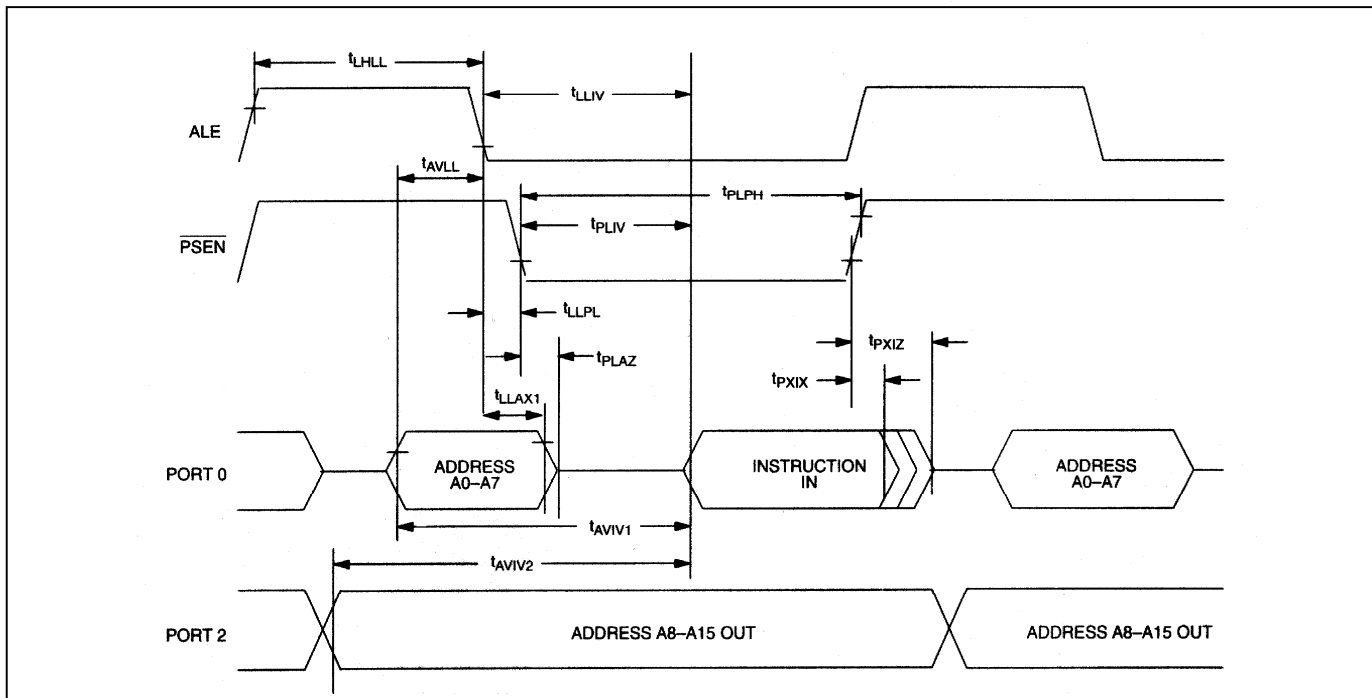 tLHLL
tLLIV
ALE
tAVLL
tPLPH
PSEN
tPLIV
tLLPL
tPLAZ
tPXIZ
tPXIX
tLLAX1
PORT 0
ADDRESS
A0–A7
INSTRUCTION
IN
ADDRESS
A0–A7
tAVIV1
tAVIV2
PORT 2
ADDRESS A8–A15 OUT
ADDRESS A8–A15 OUT